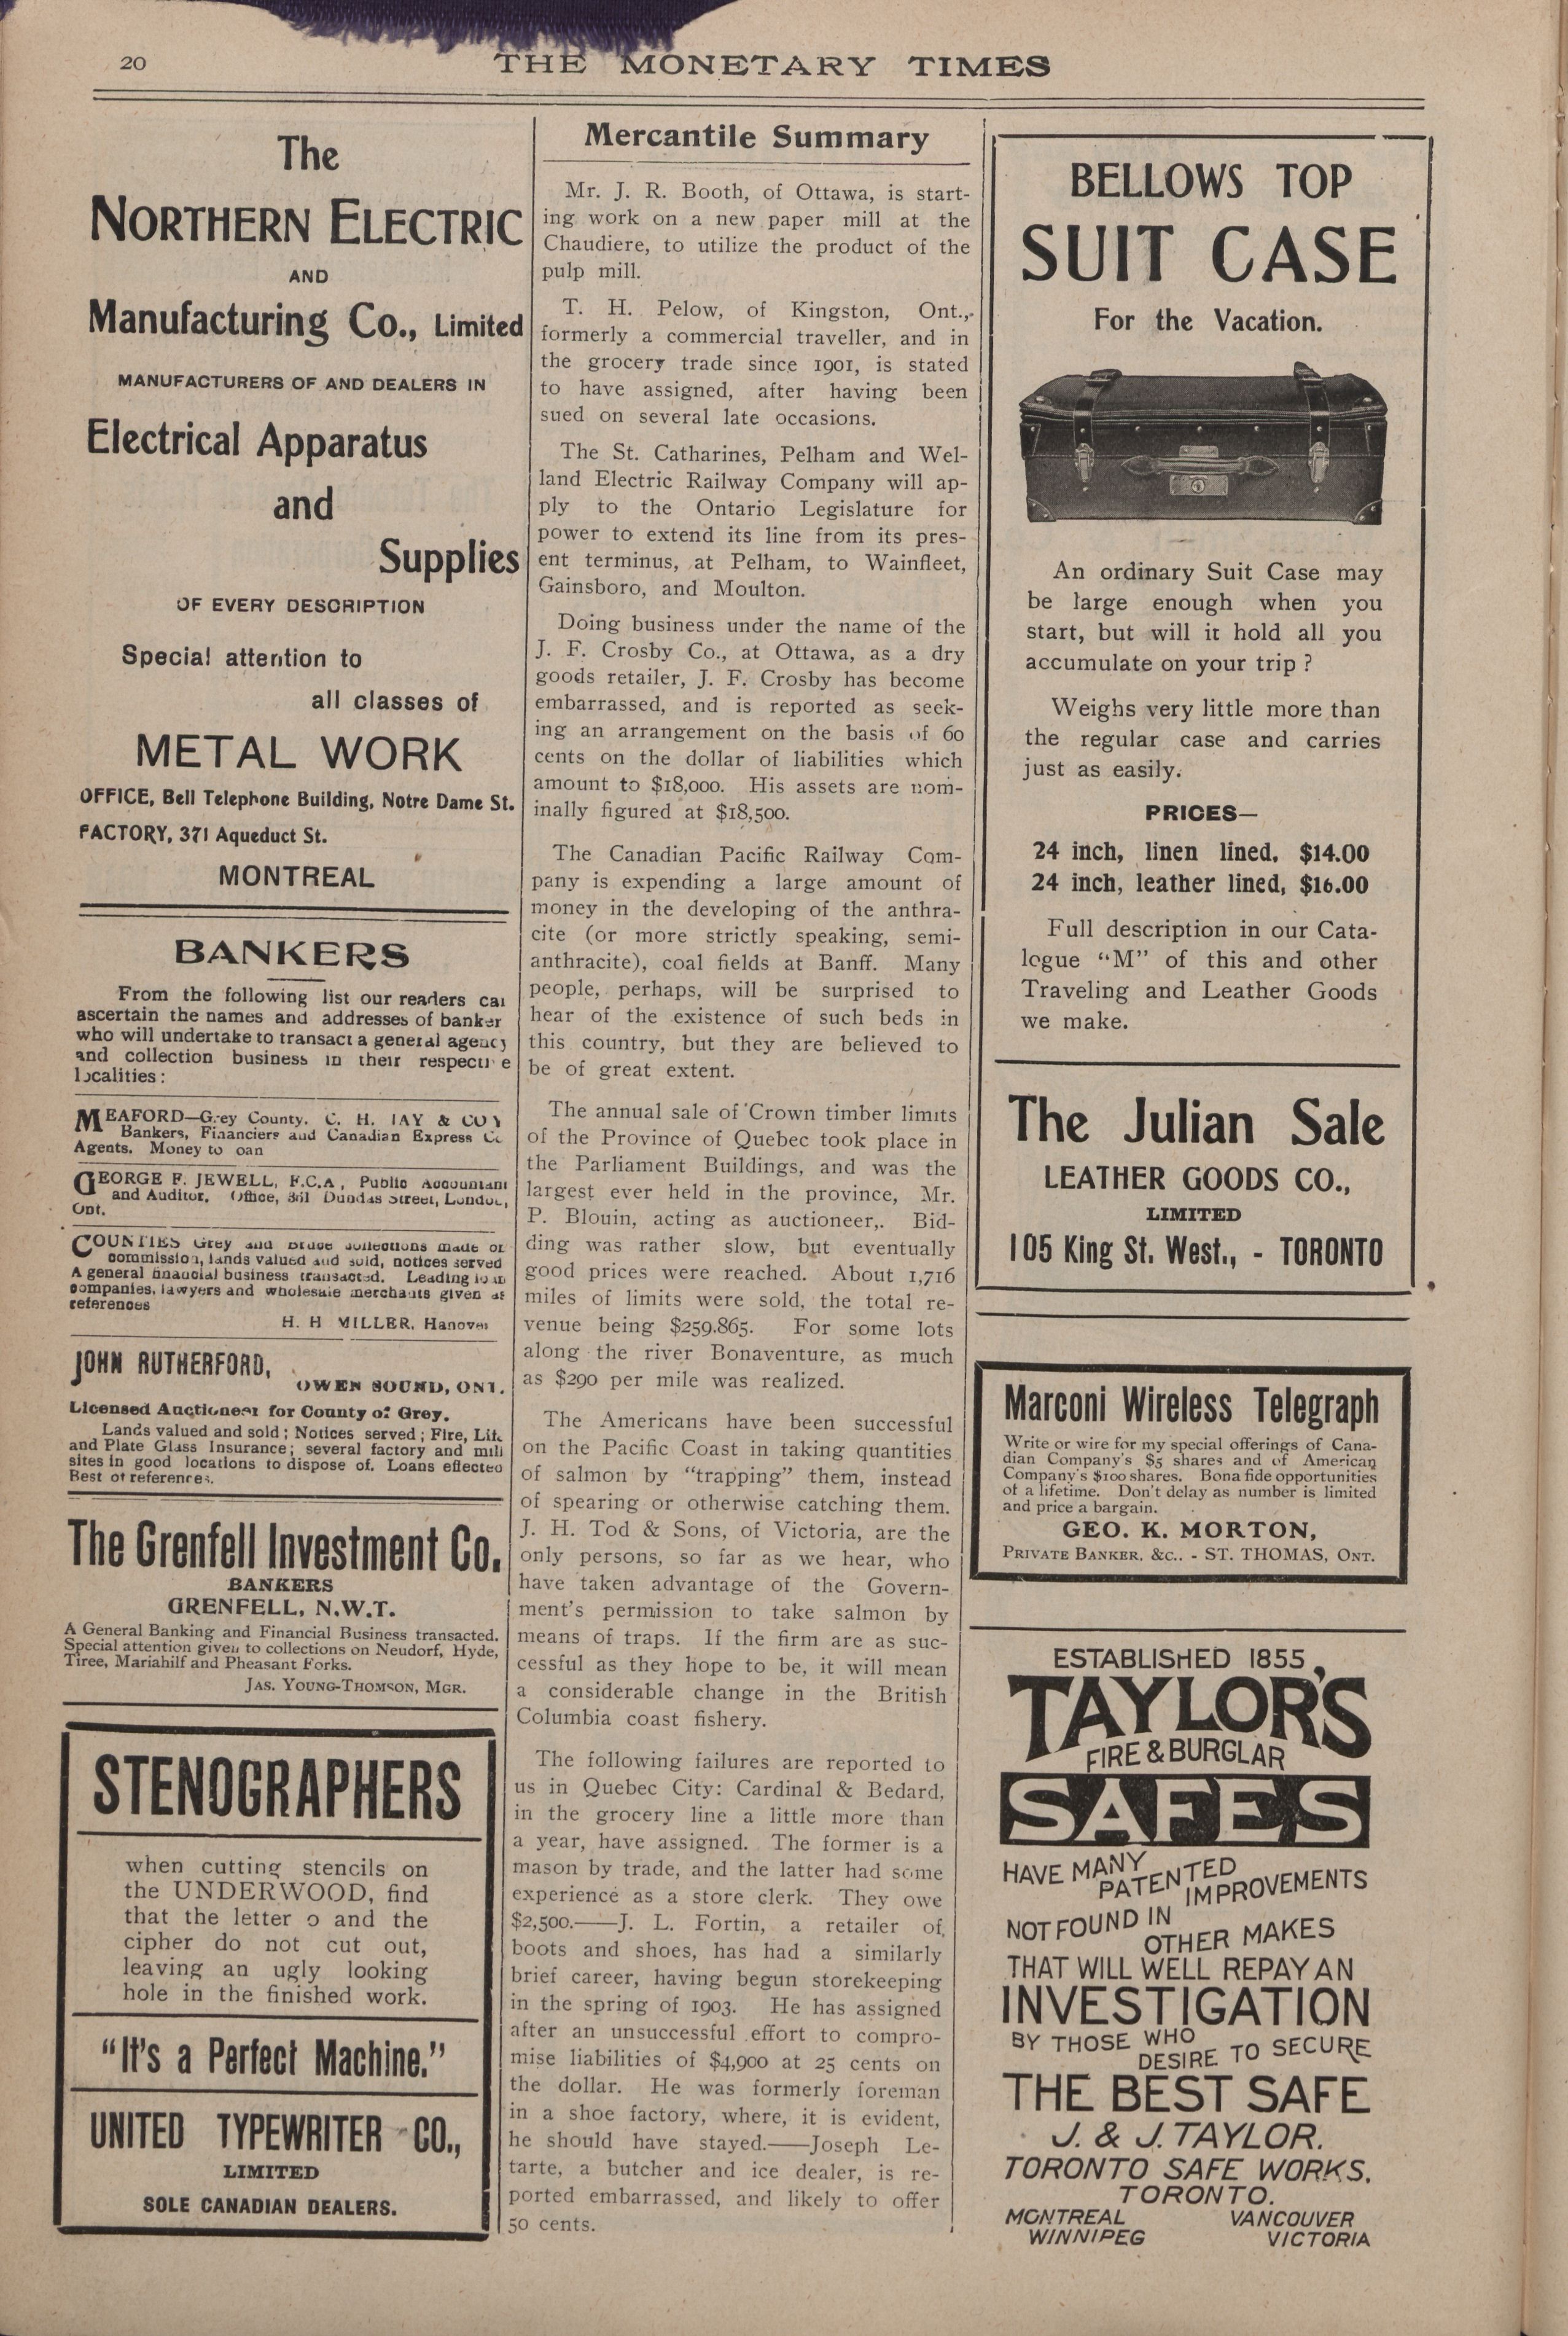 20
THE MONETARY TIMES
The
NORTHERN ELECTRIC
AND
Manufacturing Co., Limited
MANUFACTURERS OF AND DEALERS IN
Electrical Apparatus
and
Supplies
OF EVERY DESCRIPTION
Special attention to
all classes of
METAL WORK
OFFICE, Bell Telephone Building, Notre Dame St.
FACTORY, 371 Aqueduct St.
MONTREAL
BANKERS
From the following list our readers can
ascertain the names and addresses of banker
who will undertake to transact a general agency
and collection business in their respective
localities:
MEAFORD—Grey County. C. H. JAY & CO'Y
Bankers, Financiers and Canadian Express Co
Agents. Money to oan
GEORGE F. JEWELL, F.C.A., Public Accountant
and Auditor. Office, 361 Dundas Street, London,
Ont.
COUNTIES Grey and Bruce collections made on
commission, lands valued and sold, notices served
A general financial business transacted. Leading loan
companies, lawyers and wholesale merchants given as
references
H. H MILLER, Hanover
JOHN RUTHERFORD,
OWEN SOUND, ONT.
Licensed Auctioneer for County of Grey.
Lands valued and sold; Notices served; Fire, Life
and Plate Glass Insurance; several factory and mill
sites in good locations to dispose of. Loans effected
Best of references.
The Grenfell Investment Co.
BANKERS
GRENFELL, N.W.T.
A General Banking and Financial Business transacted.
Special attention given to collections on Neudorf, Hyde,
Tiree, Mariahilf and Pheasant Forks.
JAS. YOUNG-THOMSON, MGR.
STENOGRAPHERS
when cutting stencils on
the UNDERWOOD, find
that the letter o and the
cipher do not cut out,
leaving an ugly looking
hole in the finished work.
"It's a Perfect Machine."
UNITED TYPEWRITER CO.,
LIMITED
SOLE CANADIAN DEALERS.
Mercantile Summary
Mr. J. R. Booth, of Ottawa, is start-
ing work on a new paper mill at the
Chaudiere, to utilize the product of the
pulp mill.
T. H. Pelow, of Kingston, Ont.,
formerly a commercial traveller, and in
the grocery trade since 1901, is stated
to have assigned, after having been
sued on several late occasions.
The St. Catharines, Pelham and Wel-
land Electric Railway Company will ap-
ply to the Ontario Legislature for
power to extend its line from its pres-
ent terminus, at Pelham, to Wainfleet,
Gainsboro, and Moulton.
Doing business under the name of the
J. F. Crosby Co., at Ottawa, as a dry
goods retailer, J. F. Crosby has become
embarrassed, and is reported as seek-
ing an arrangement on the basis of 60
cents on the dollar of liabilities which
amount to $18,000. His assets are nom-
inally figured at $18,500.
The Canadian Pacific Railway Com-
pany is expending a large amount of
money in the developing of the anthra-
cite (or more strictly speaking, semi-
anthracite), coal fields at Banff. Many
people, perhaps, will be surprised to
hear of the existence of such beds in
this country, but they are believed to
be of great extent.
The annual sale of Crown timber limits
of the Province of Quebec took place in
the Parliament Buildings, and was the
largest ever held in the province, Mr.
P. Blouin, acting as auctioneer,. Bid-
ding was rather slow, but eventually
good prices were reached. About 1,716
miles of limits were sold, the total re-
venue being $259.865. For some lots
along the river Bonaventure, as much
as $290 per mile was realized.
The Americans have been successful
on the Pacific Coast in taking quantities
of salmon by "trapping" them, instead
of spearing or otherwise catching them.
J. H. Tod & Sons, of Victoria, are the
only persons, so far as we hear, who
have taken advantage of the Govern-
ment's permission to take salmon by
means of traps. If the firm are as suc-
cessful as they hope to be, it will mean
a considerable change in the British
Columbia coast fishery.
The following failures are reported to
us in Quebec City: Cardinal & Bedard,
in the grocery line a little more than
a year, have assigned. The former is a
mason by trade, and the latter had some
experience as a store clerk. They owe
$2,500.——J. L. Fortin, a retailer of
boots and shoes, has had a similarly
brief career, having begun storekeeping
in the spring of 1903. He has assigned
after an unsuccessful effort to compro-
mise liabilities of $4,900 at 25 cents on
the dollar. He was formerly foreman
in a shoe factory, where, it is evident,
he should have stayed.——Joseph Le-
tarte, a butcher and ice dealer, is re-
ported embarrassed, and likely to offer
50 cents.
BELLOWS TOP
SUIT CASE
For the Vacation.
An ordinary Suit Case may
be large enough when you
start, but will it hold all you
accumulate on your trip ?
Weighs very little more than
the regular case and carries
just as easily.
PRICES—
24 inch, linen lined, $14.00
24 inch, leather lined, $16.00
Full description in our Cata-
logue "M" of this and other
Traveling and Leather Goods
we make.
The Julian Sale
LEATHER GOODS CO.,
LIMITED
105 King St. West., - TORONTO
Marconi Wireless Telegraph
Write or wire for my special offerings of Cana-
dian Company's $5 shares and of American
Company's $100 shares. Bona fide opportunities
of a lifetime. Don't delay as number is limited
and price a bargain.
GEO. K. MORTON,
PRIVATE BANKER, &C.. - ST. THOMAS, ONT.
ESTABLISHED 1855
TAYLOR'S
FIRE & BURGLAR
SAFES
HAVE MANY
PATENTED
IMPROVEMENTS
NOT FOUND IN
OTHER MAKES
THAT WILL WELL REPAY AN
INVESTIGATION
BY THOSE WHO
DESIRE TO SECURE
THE BEST SAFE
J. & J. TAYLOR.
TORONTO SAFE WORKS,
TORONTO.
MONTREAL VANCOUVER
WINNIPEG VICTORIA